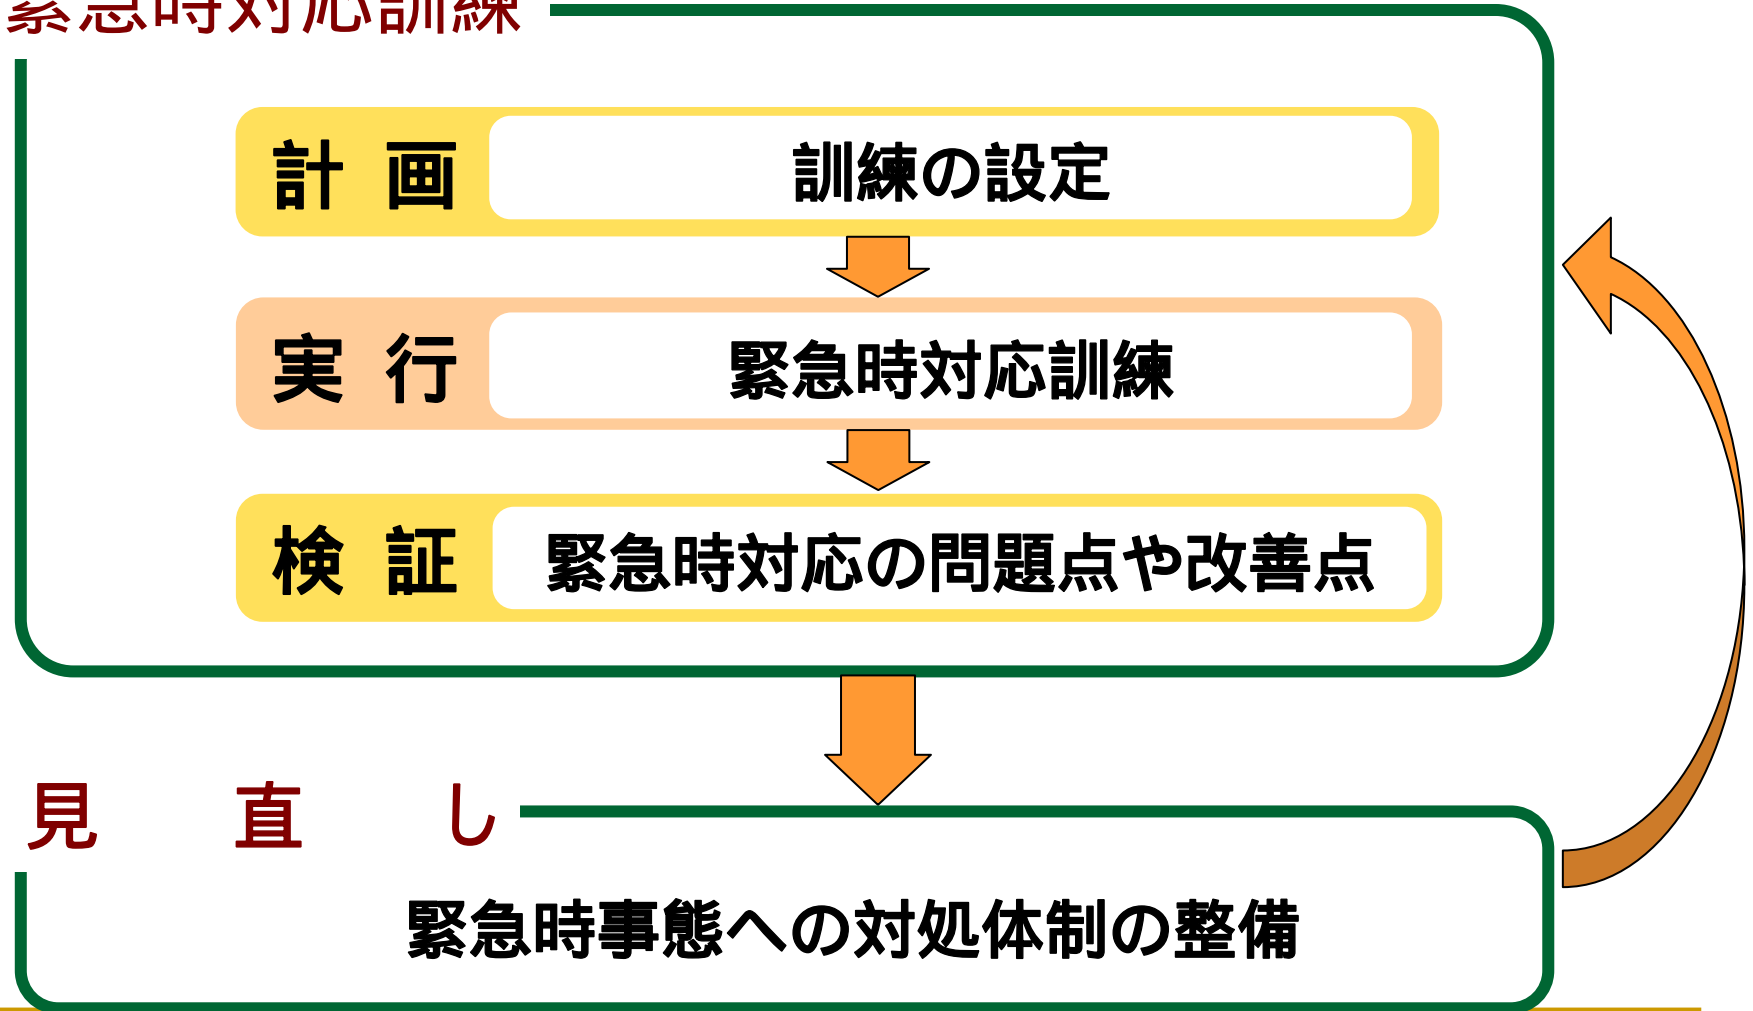 緊急時対応訓練
計画 訓練の設定
実行 緊急時対応訓練
検証 緊急時対応の問題点や改善点
見直し
緊急時事態への対処体制の整備